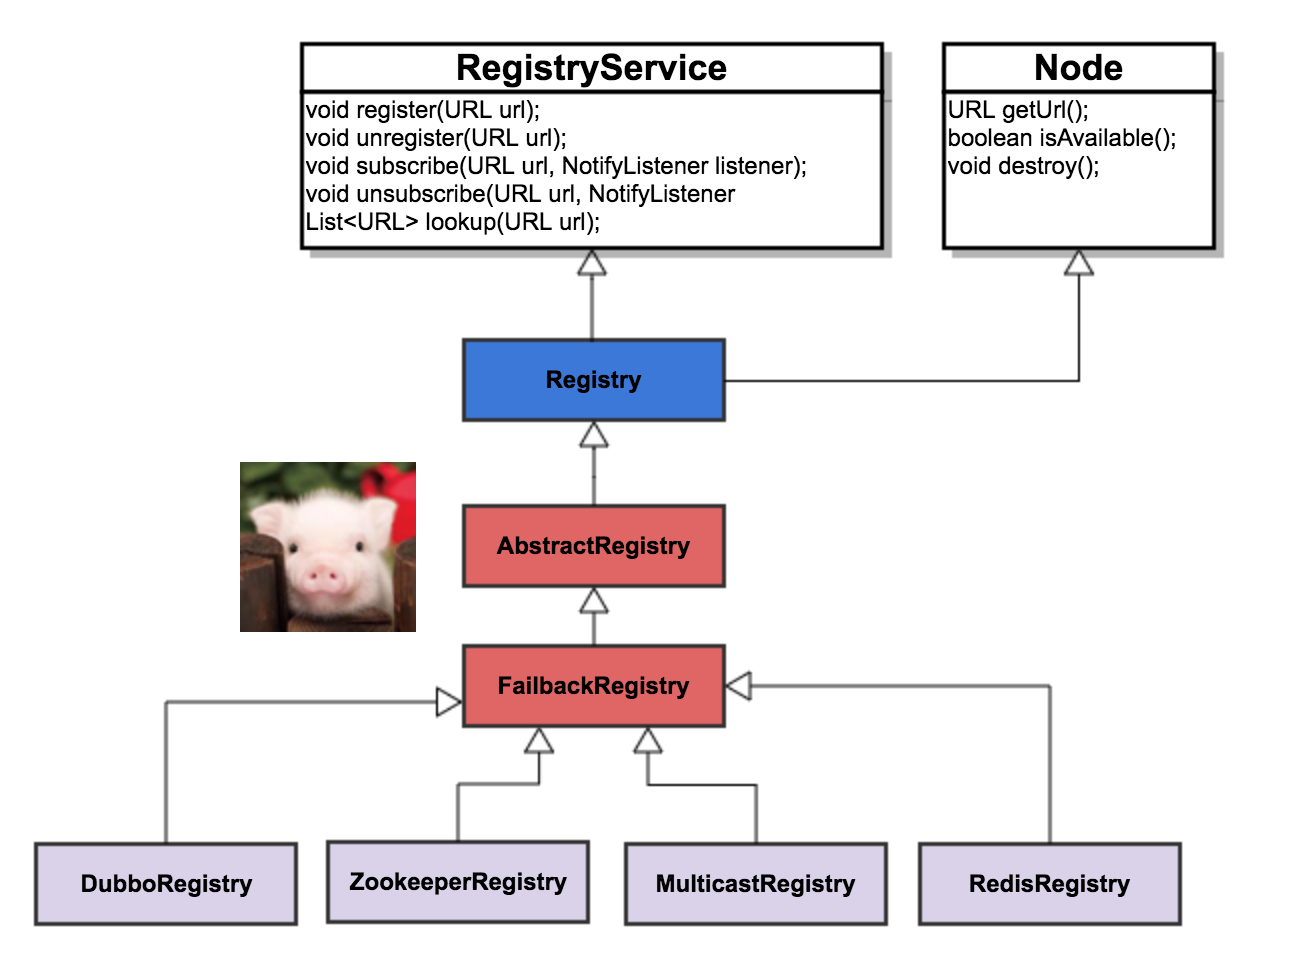 RegistryService
void register(URL url);
void unregister(URL url);
void subscribe(URL url, NotifyListener listener);
void unsubscribe(URL url, NotifyListener
List<URL> lookup(URL url);
Node
URL getUrl();
boolean isAvailable();
void destroy();
Registry
AbstractRegistry
FailbackRegistry
DubboRegistry
ZookeeperRegistry
MulticastRegistry
RedisRegistry